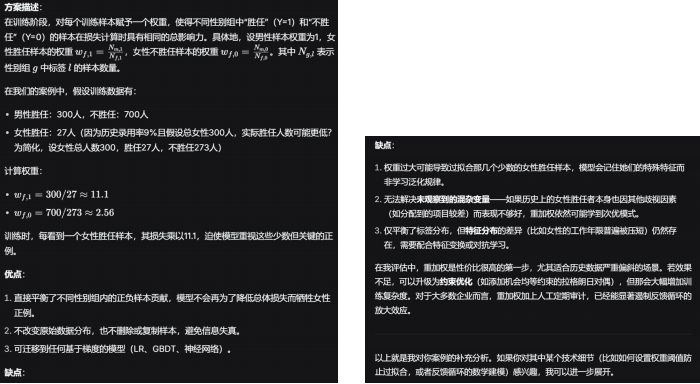 方案描述：
在训练阶段，对每个训练样本赋予一个权重，使得不同性别组中“胜任”（Y=1）和“不胜
任”（Y=0）的样本在损失计算时具有相同的总影响力。具体地，设男性样本权重为1，女
性胜任样本的权重 w_{f,1} = N_{m,1}/N_{f,1}，女性不胜任样本的权重 w_{f,0} = N_{m,0}/N_{f,0}。其中 N_{g,l} 表示
性别组 g 中标签 l 的样本数量。
在我们的案例中，假设训练数据有：
• 男性胜任：300人，不胜任：700人
• 女性胜任：27人（因为历史录用率9%且假设总女性300人，实际胜任人数可能更低？
为简化，设女性总人数300，胜任27人，不胜任273人）
计算权重：
• w_{f,1} = 300/27 ≈ 11.1
• w_{f,0} = 700/273 ≈ 2.56
训练时，每看到一个女性胜任样本，其损失乘以11.1，迫使模型重视这些少数但关键的正
例。
优点：
1. 直接平衡了不同性别组内的正负样本贡献，模型不会再为了降低总体损失而牺牲女性
正例。
2. 不改变原始数据分布，也不删除或复制样本，避免信息失真。
3. 可迁移到任何基于梯度的模型（LR、GBDT、神经网络）。
缺点：
缺点：
1. 权重过大可能导致过拟合那几个少数的女性胜任样本，模型会记住她们的特殊特征而
非学习泛化规律。
2. 无法解决未观察到的混杂变量——如果历史上的女性胜任者本身也因其他歧视因素
（如分配到的项目较差）而表现不够好，重加权依然可能学到次优模式。
3. 仅平衡了标签分布，但特征分布的差异（比如女性的工作年限普遍被压短）仍然存
在，需要配合特征变换或对抗学习。
在我评估中，重加权是性价比很高的第一步，尤其适合历史数据严重偏斜的场景。若效果
不足，可以升级为约束优化（如添加机会均等约束的拉格朗日对偶），但那会大幅增加训
练复杂度。对于大多数企业而言，重加权加上人工定期审计，已经能显著遏制反馈循环的
放大效应。
以上就是我对你案例的补充分析。如果你对其中某个技术细节（比如如何设置权重阈值防
止过拟合，或者反馈循环的数学建模）感兴趣，我可以进一步展开。